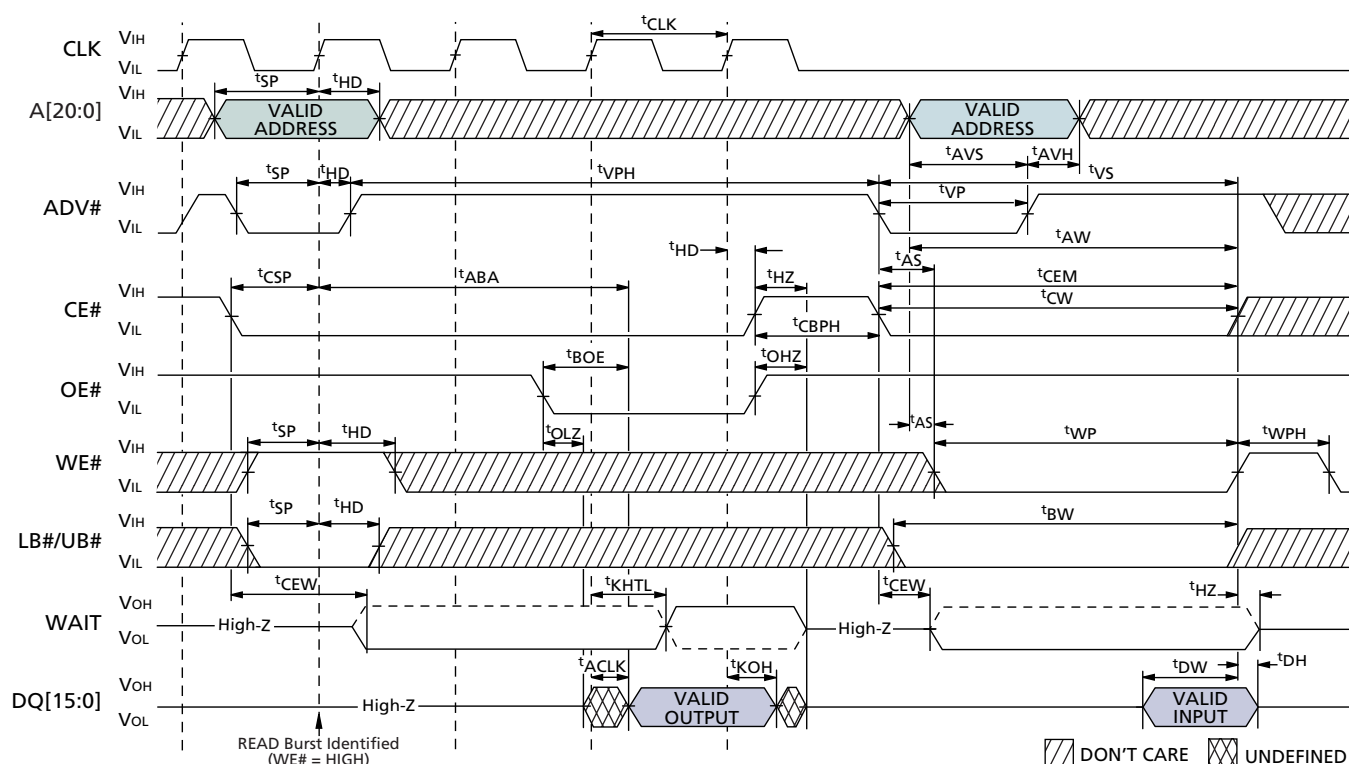 tCLK
CLK VIH
VIL
tSP tHD
A[20:0] VIH
VIL
VALID ADDRESS
VALID ADDRESS
tAVS tAVH
tSP tHD tVPH tVS
ADV# VIH
VIL
tVP
tHD tAW
tCSP tABA tHZ tAS tCEM
CE# VIH
VIL
tCW
tCBPH
tBOE tOHZ
OE# VIH
VIL
tAS
tSP tHD tOLZ tWP tWPH
WE# VIH
VIL
tSP tHD tBW
LB#/UB# VIH
VIL
tCEW tKHTL tCEW tHZ
WAIT VOH
VOL
High-Z High-Z
tACLK tKOH tDW tDH
DQ[15:0] VOH
VOL
High-Z
VALID OUTPUT
VALID INPUT
READ Burst Identified
(WE# = HIGH)
DON'T CARE UNDEFINED